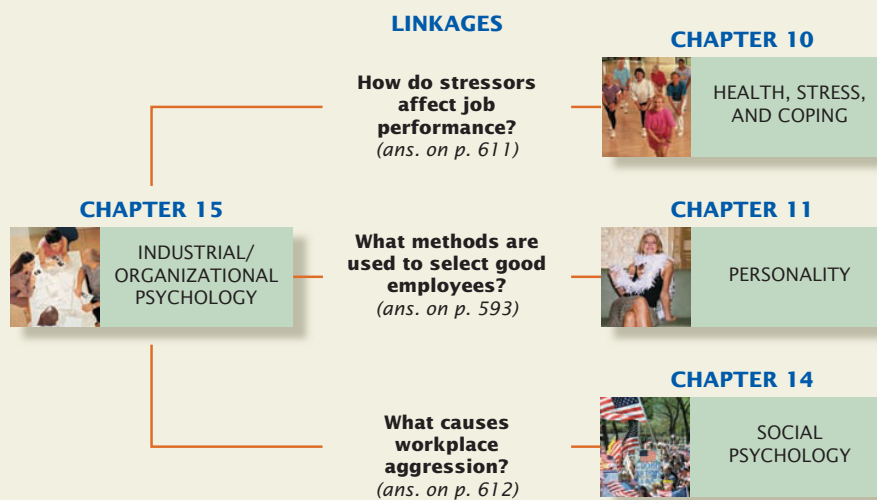 LINKAGES
CHAPTER 10
How do stressors
affect job
performance?
(ans. on p. 611)
HEALTH, STRESS,
AND COPING
CHAPTER 15
INDUSTRIAL/
ORGANIZATIONAL
PSYCHOLOGY
What methods are
used to select good
employees?
(ans. on p. 593)
CHAPTER 11
PERSONALITY
What causes
workplace
aggression?
(ans. on p. 612)
CHAPTER 14
SOCIAL
PSYCHOLOGY